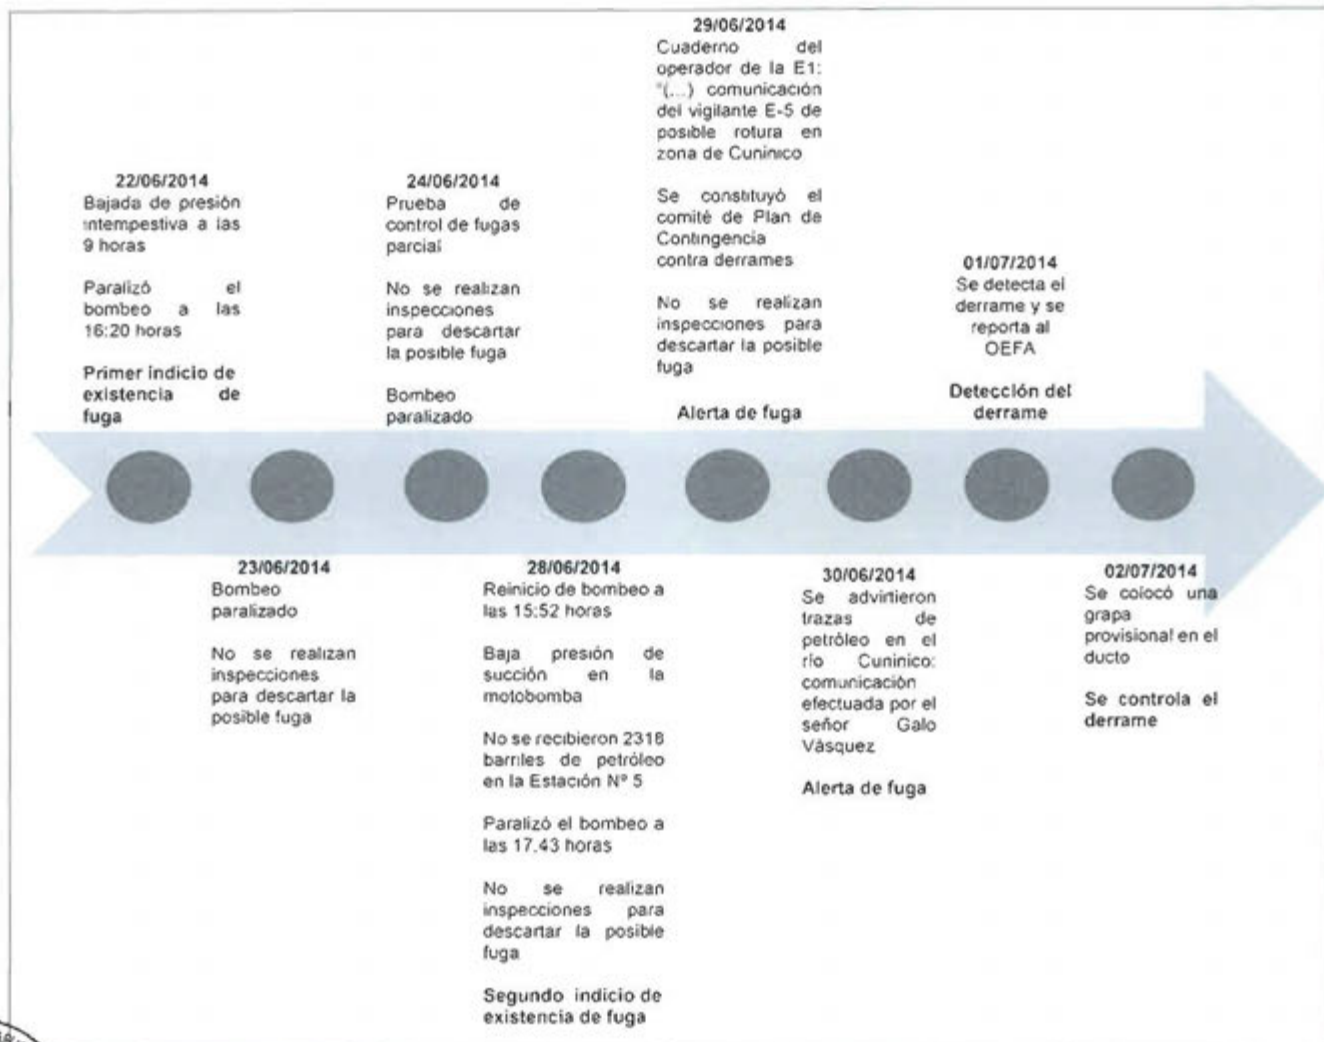 22/06/2014
Bajada de presión
intempestiva a las
9 horas
Paralizó el
bombeo a las
16:20 horas
Primer indicio de
existencia de
fuga
23/06/2014
Bombeo
paralizado
No se realizan
inspecciones
para descartar la
posible fuga
24/06/2014
Prueba de
control de fugas
parcial
No se realizan
inspecciones
para descartar
la posible fuga
Bombeo
paralizado
28/06/2014
Reinicio de bombeo a
las 15:52 horas
Baja presión de
succión en la
motobomba
No se recibieron 2316
barriles de petróleo
en la Estación Nº 5
Paralizó el bombeo a
las 17.43 horas
No se realizan
inspecciones para
descartar la posible
fuga
Segundo indicio de
existencia de fuga
29/06/2014
Cuaderno del
operador de la E1:
"(...) comunicación
del vigilante E-5 de
posible rotura en
zona de Cuninico
Se constituyó el
comité de Plan de
Contingencia
contra derrames
No se realizan
inspecciones para
descartar la posible
fuga
Alerta de fuga
30/06/2014
Se advirtieron
trazas de
petróleo en el
río Cuninico:
comunicación
efectuada por el
señor Galo
Vásquez
Alerta de fuga
01/07/2014
Se detecta el
derrame y se
reporta al
OEFA
Detección del
derrame
02/07/2014
Se colocó una
grapa
provisional en el
ducto
Se controla el
derrame